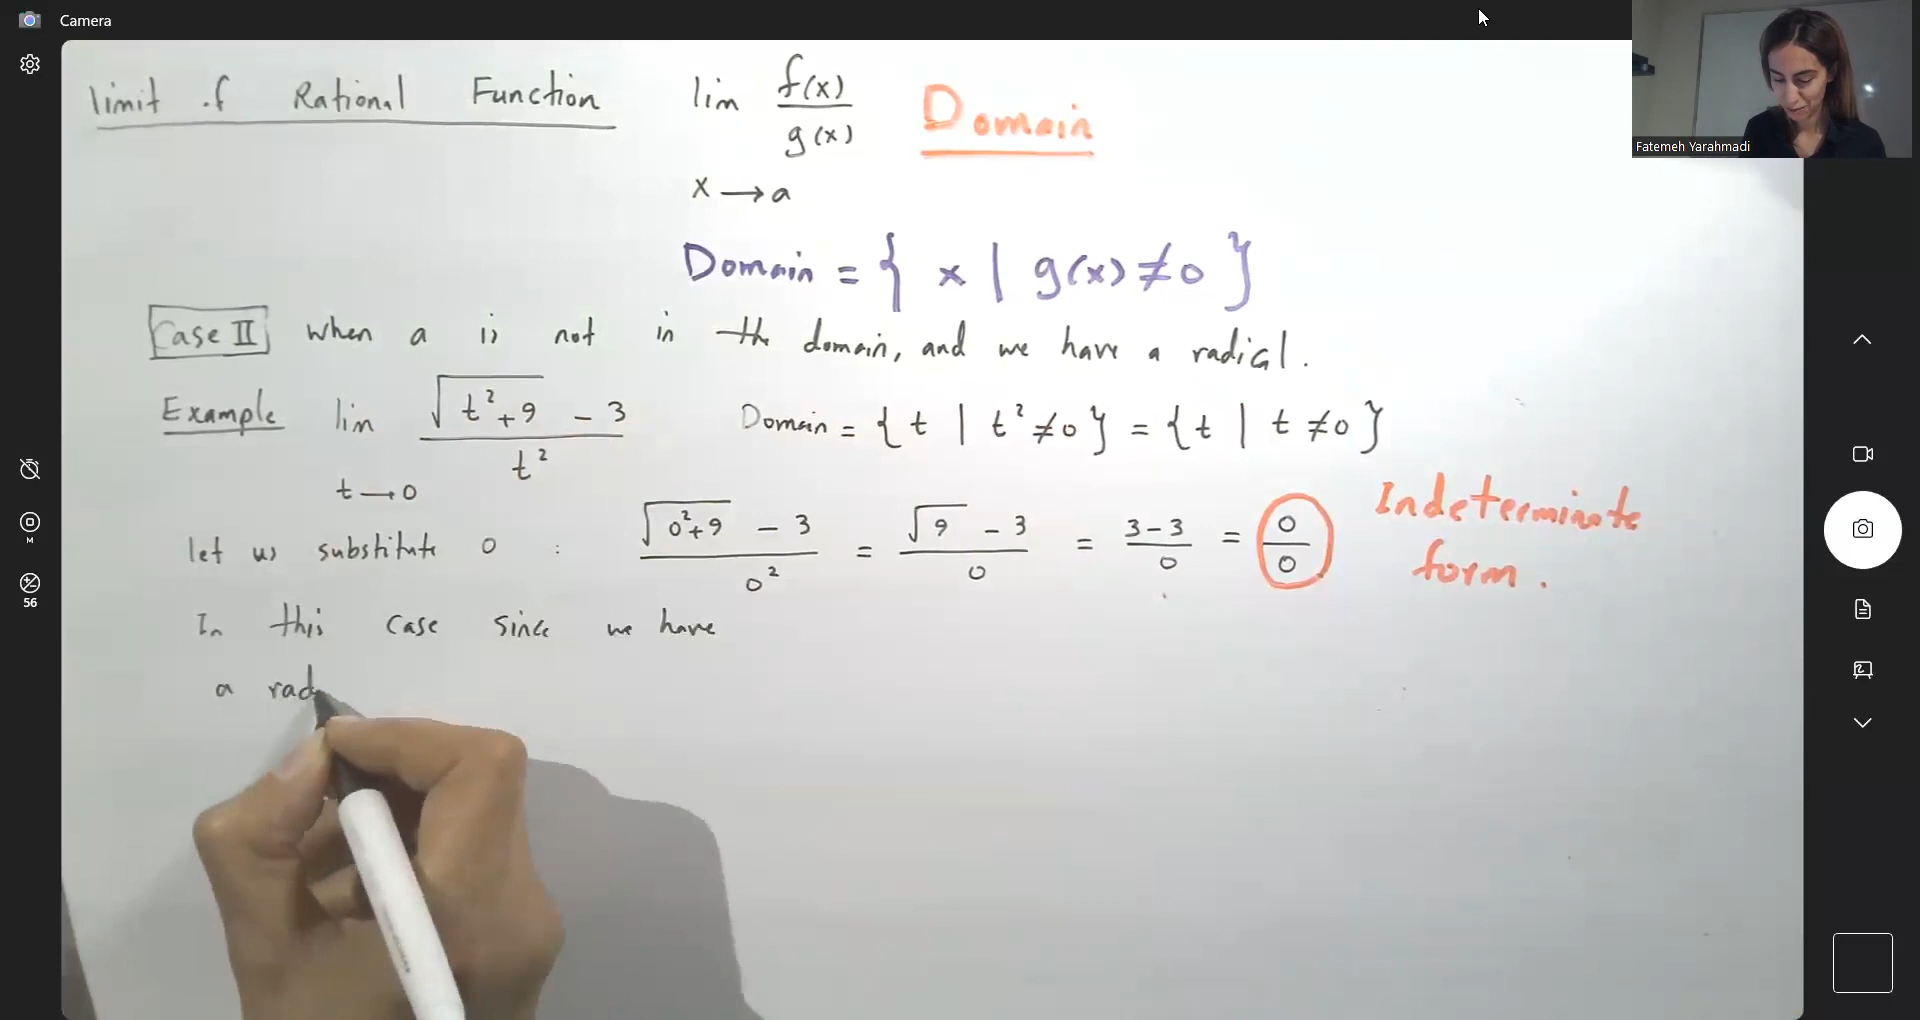 Camera
limit of Rational Function lim f(x)/g(x) Domain
x → a
Fatemeh Yarahmadi
Domain = { x | g(x) ≠ 0 }
Case II when a is not in the domain, and we have a radical.
Example lim (√(t²+9) - 3)/t² Domain = { t | t² ≠ 0 } = { t | t ≠ 0 }
t → 0
let us substitute 0 : (√(0²+9) - 3)/0² = (√9 - 3)/0 = (3-3)/0 = 0/0 Indeterminate form.
In this case since we have
a rad
M
56